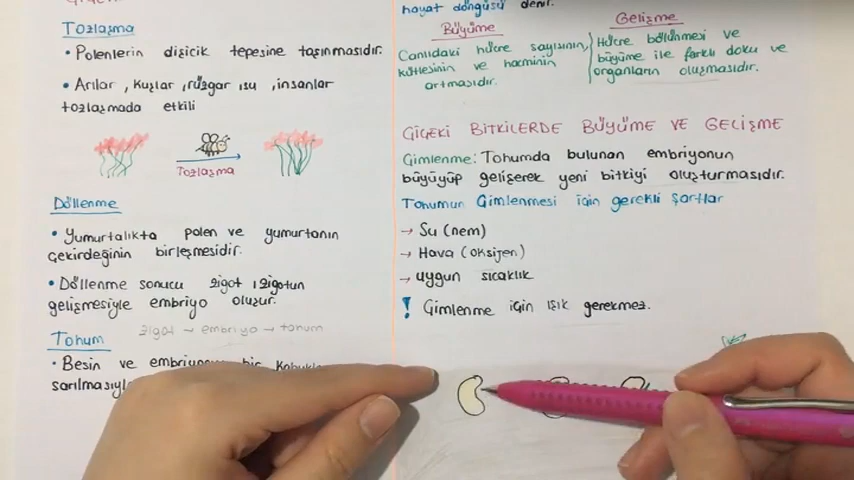 Tozlaşma
• Polenlerin dişicik tepesine taşınmasıdır.
• Arılar, kuşlar, rüzgar, su, insanlar
tozlaşmada etkili
Tozlaşma
Döllenme
• Yumurtalıkta polen ve yumurtanın
çekirdeğinin birleşmesidir.
• Döllenme sonucu zigot, zigotun
gelişmesiyle embriyo oluşur.
zigot → embriyo → tohum
Tohum
• Besin ve embriyonun bir kabukla
hayat döngüsü denir.
Büyüme
Canlıdaki hücre sayısının,
kütlesinin ve hacminin
artmasıdır.
Gelişme
Hücre bölünmesi ve
büyüme ile farklı doku ve
organların oluşmasıdır.
ÇİÇEKLİ BİTKİLERDE BÜYÜME VE GELİŞME
Çimlenme: Tohumda bulunan embriyonun
büyüyüp gelişerek yeni bitkiyi oluşturmasıdır.
Tohumun Çimlenmesi için gerekli şartlar
→ Su (nem)
→ Hava (oksijen)
→ uygun sıcaklık
! Çimlenme için ışık gerekmez.